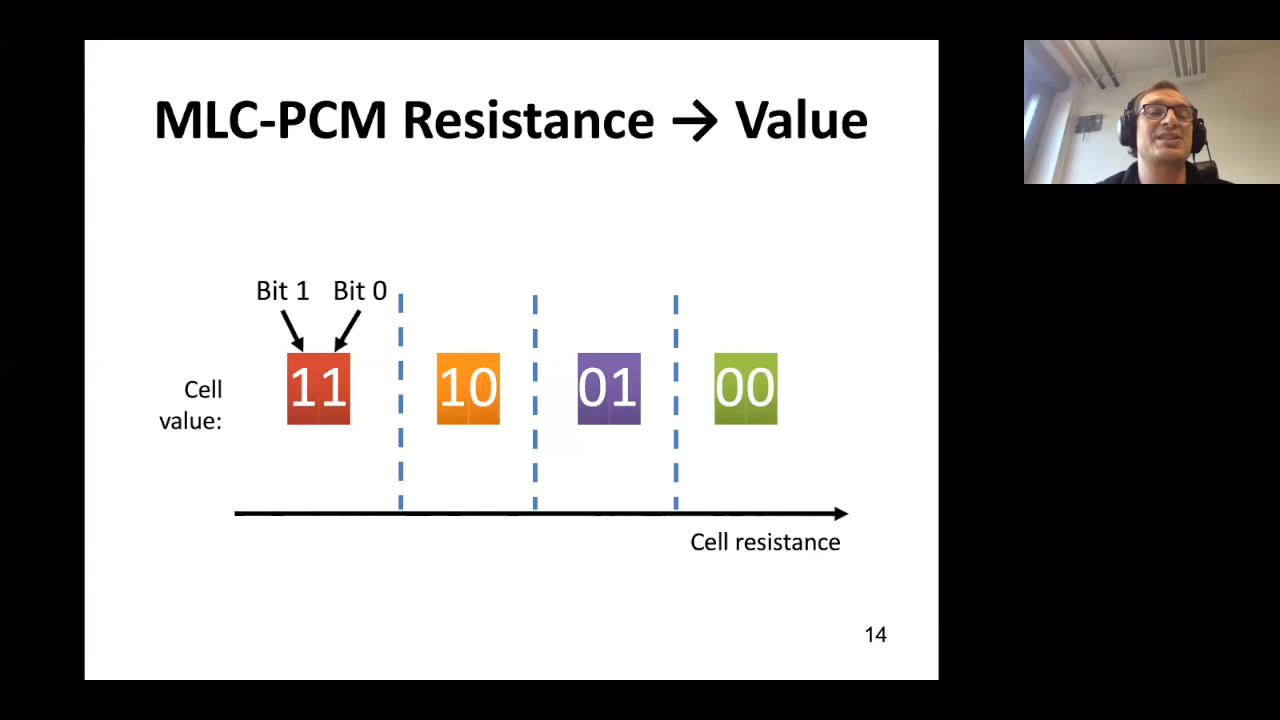 MLC-PCM Resistance → Value
Bit 1 Bit 0
11 10 01 00
Cell
value:
Cell resistance
14